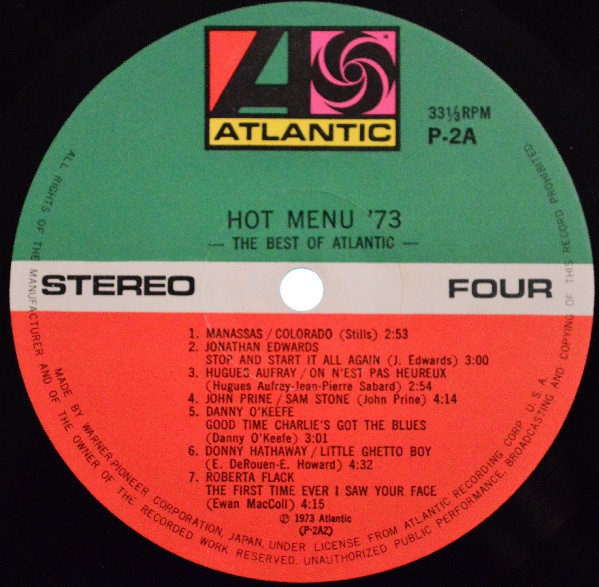 ATLANTIC
33⅓ RPM
P-2A
HOT MENU '73
— THE BEST OF ATLANTIC —
STEREO
FOUR
1. MANASSAS / COLORADO (Stills) 2:53
2. JONATHAN EDWARDS
STOP AND START IT ALL AGAIN (J. Edwards) 3:00
3. HUGUES AUFRAY / ON N'EST PAS HEUREUX
(Hugues Aufray-Jean-Pierre Sabard) 2:54
4. JOHN PRINE / SAM STONE (John Prine) 4:14
5. DANNY O'KEEFE
GOOD TIME CHARLIE'S GOT THE BLUES
(Danny O'Keefe) 3:01
6. DONNY HATHAWAY / LITTLE GHETTO BOY
(E. DeROUEN-E. Howard) 4:32
7. ROBERTA FLACK
THE FIRST TIME EVER I SAW YOUR FACE
(Ewan MacColl) 4:15
Ⓟ 1973 Atlantic
(P-2A2)
MADE BY WARNER-PIONEER CORPORATION, JAPAN, UNDER LICENSE FROM ATLANTIC RECORDING CORP. U.S.A.
ALL RIGHTS OF THE MANUFACTURER AND OF THE OWNER OF THE RECORDED WORK RESERVED. UNAUTHORIZED PUBLIC PERFORMANCE, BROADCASTING AND COPYING OF THIS RECORD PROHIBITED